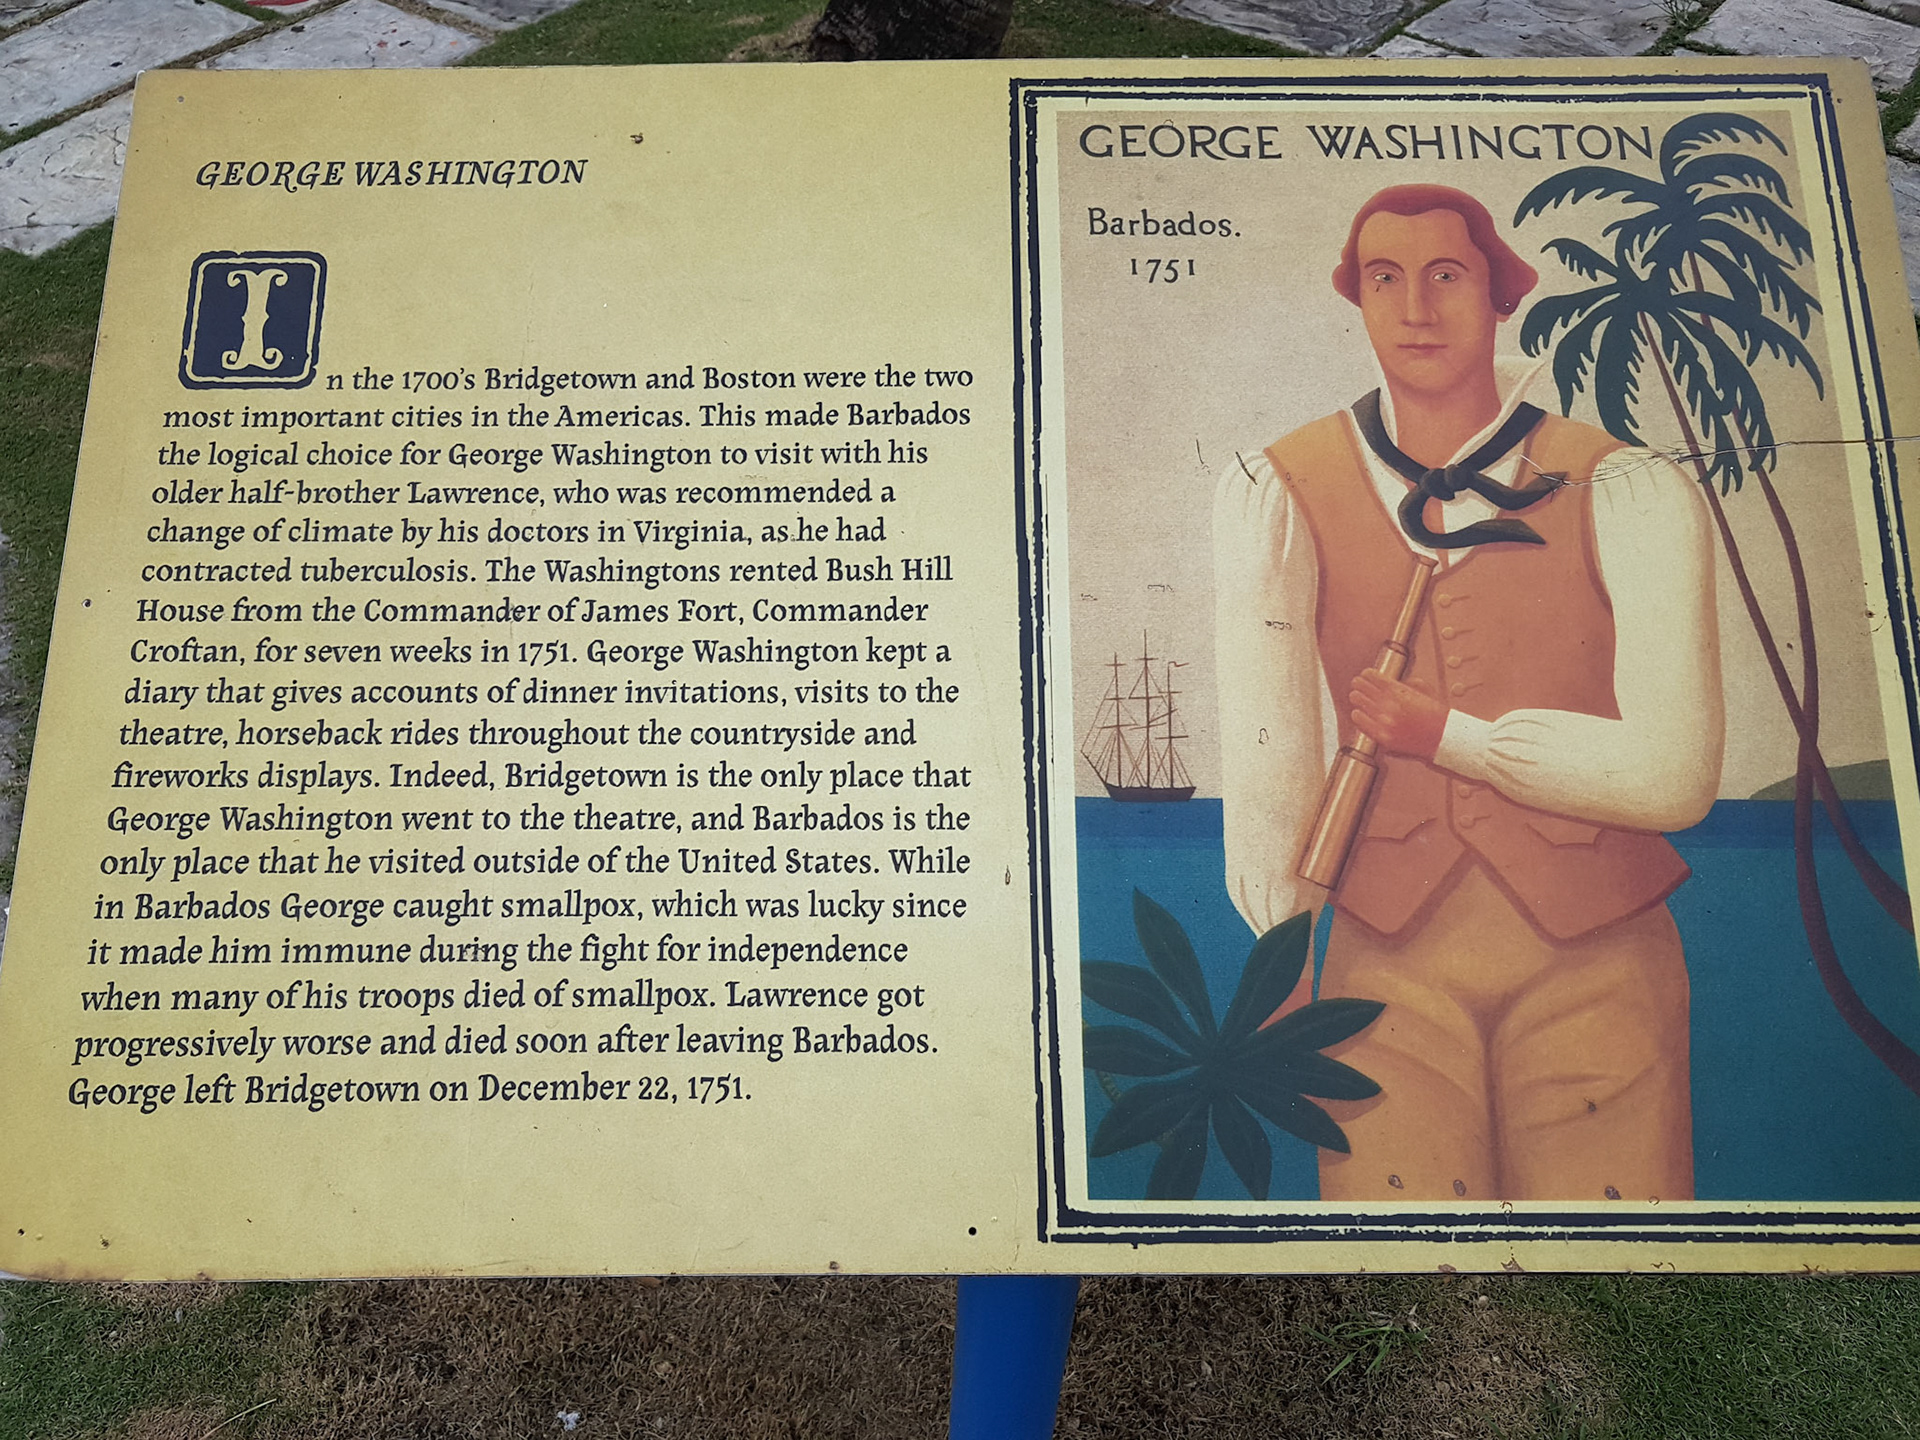 GEORGE WASHINGTON
In the 1700's Bridgetown and Boston were the two
most important cities in the Americas. This made Barbados
the logical choice for George Washington to visit with his
older half-brother Lawrence, who was recommended a
change of climate by his doctors in Virginia, as he had
contracted tuberculosis. The Washingtons rented Bush Hill
House from the Commander of James Fort, Commander
Croftan, for seven weeks in 1751. George Washington kept a
diary that gives accounts of dinner invitations, visits to the
theatre, horseback rides throughout the countryside and
fireworks displays. Indeed, Bridgetown is the only place that
George Washington went to the theatre, and Barbados is the
only place that he visited outside of the United States. While
in Barbados George caught smallpox, which was lucky since
it made him immune during the fight for independence
when many of his troops died of smallpox. Lawrence got
progressively worse and died soon after leaving Barbados.
George left Bridgetown on December 22, 1751.
GEORGE WASHINGTON
Barbados.
1751